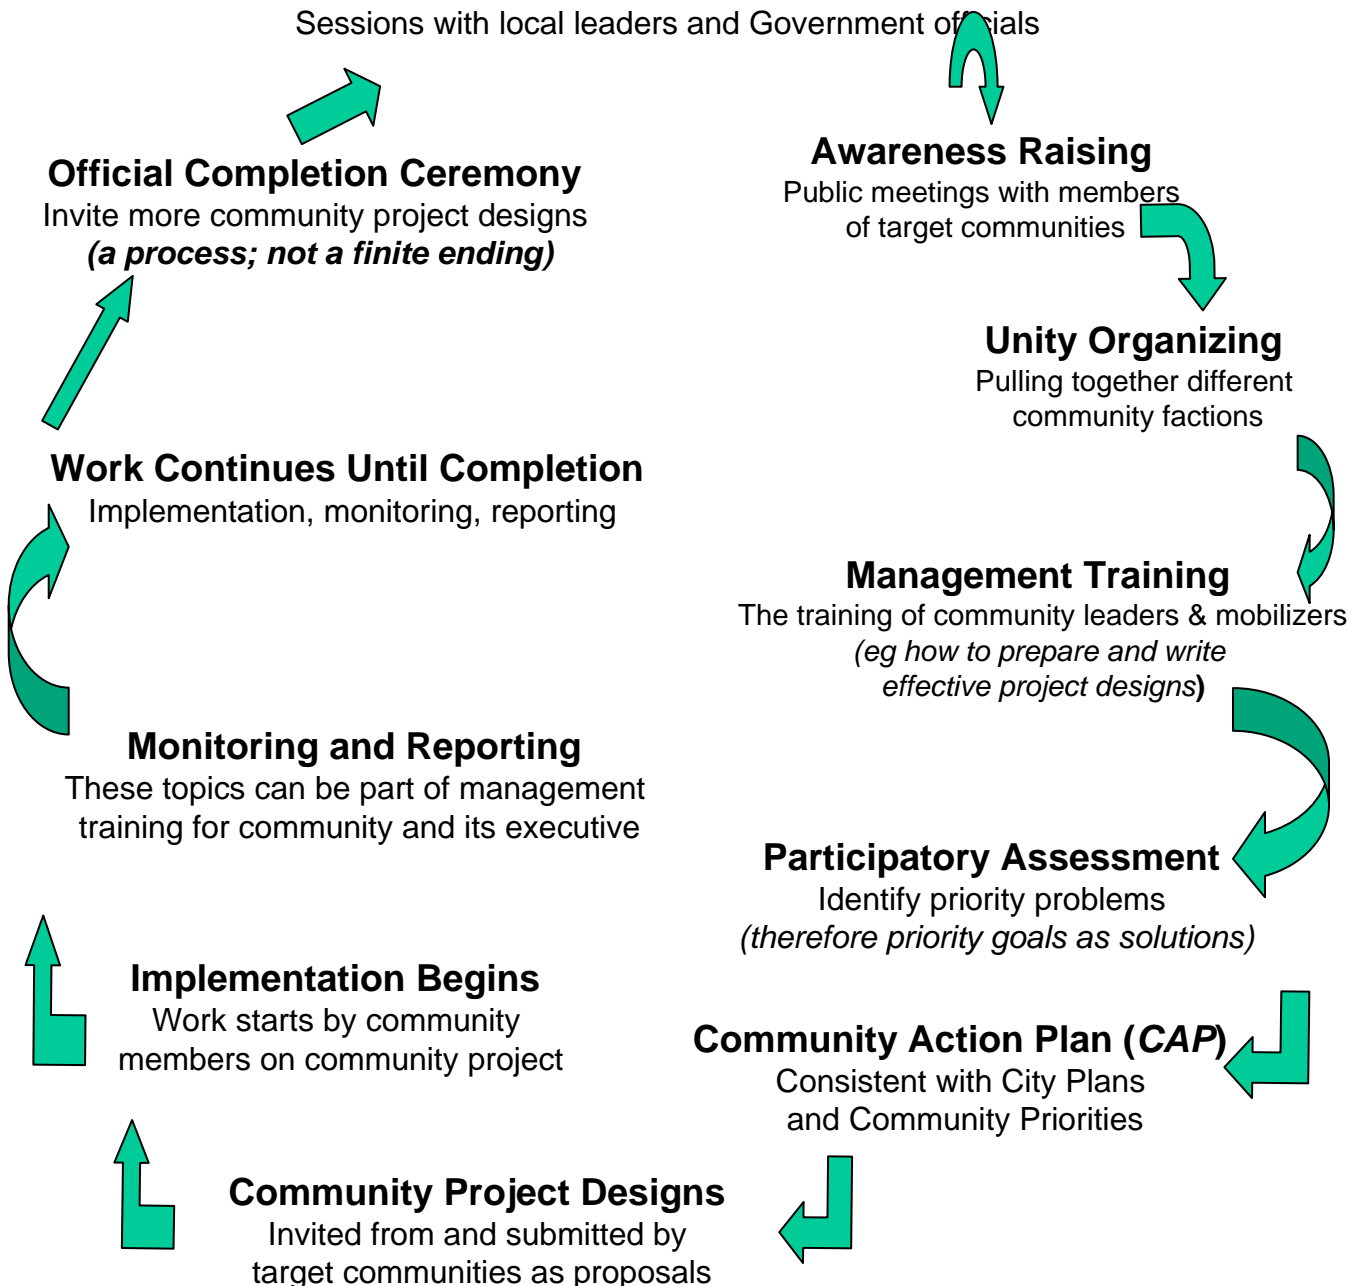 Sessions with local leaders and Government officials
Awareness Raising
Public meetings with members
of target communities
Unity Organizing
Pulling together different
community factions
Management Training
The training of community leaders & mobilizers
(eg how to prepare and write
effective project designs)
Participatory Assessment
Identify priority problems
(therefore priority goals as solutions)
Community Action Plan (CAP)
Consistent with City Plans
and Community Priorities
Community Project Designs
Invited from and submitted by
target communities as proposals
Implementation Begins
Work starts by community
members on community project
Monitoring and Reporting
These topics can be part of management
training for community and its executive
Work Continues Until Completion
Implementation, monitoring, reporting
Official Completion Ceremony
Invite more community project designs
(a process; not a finite ending)